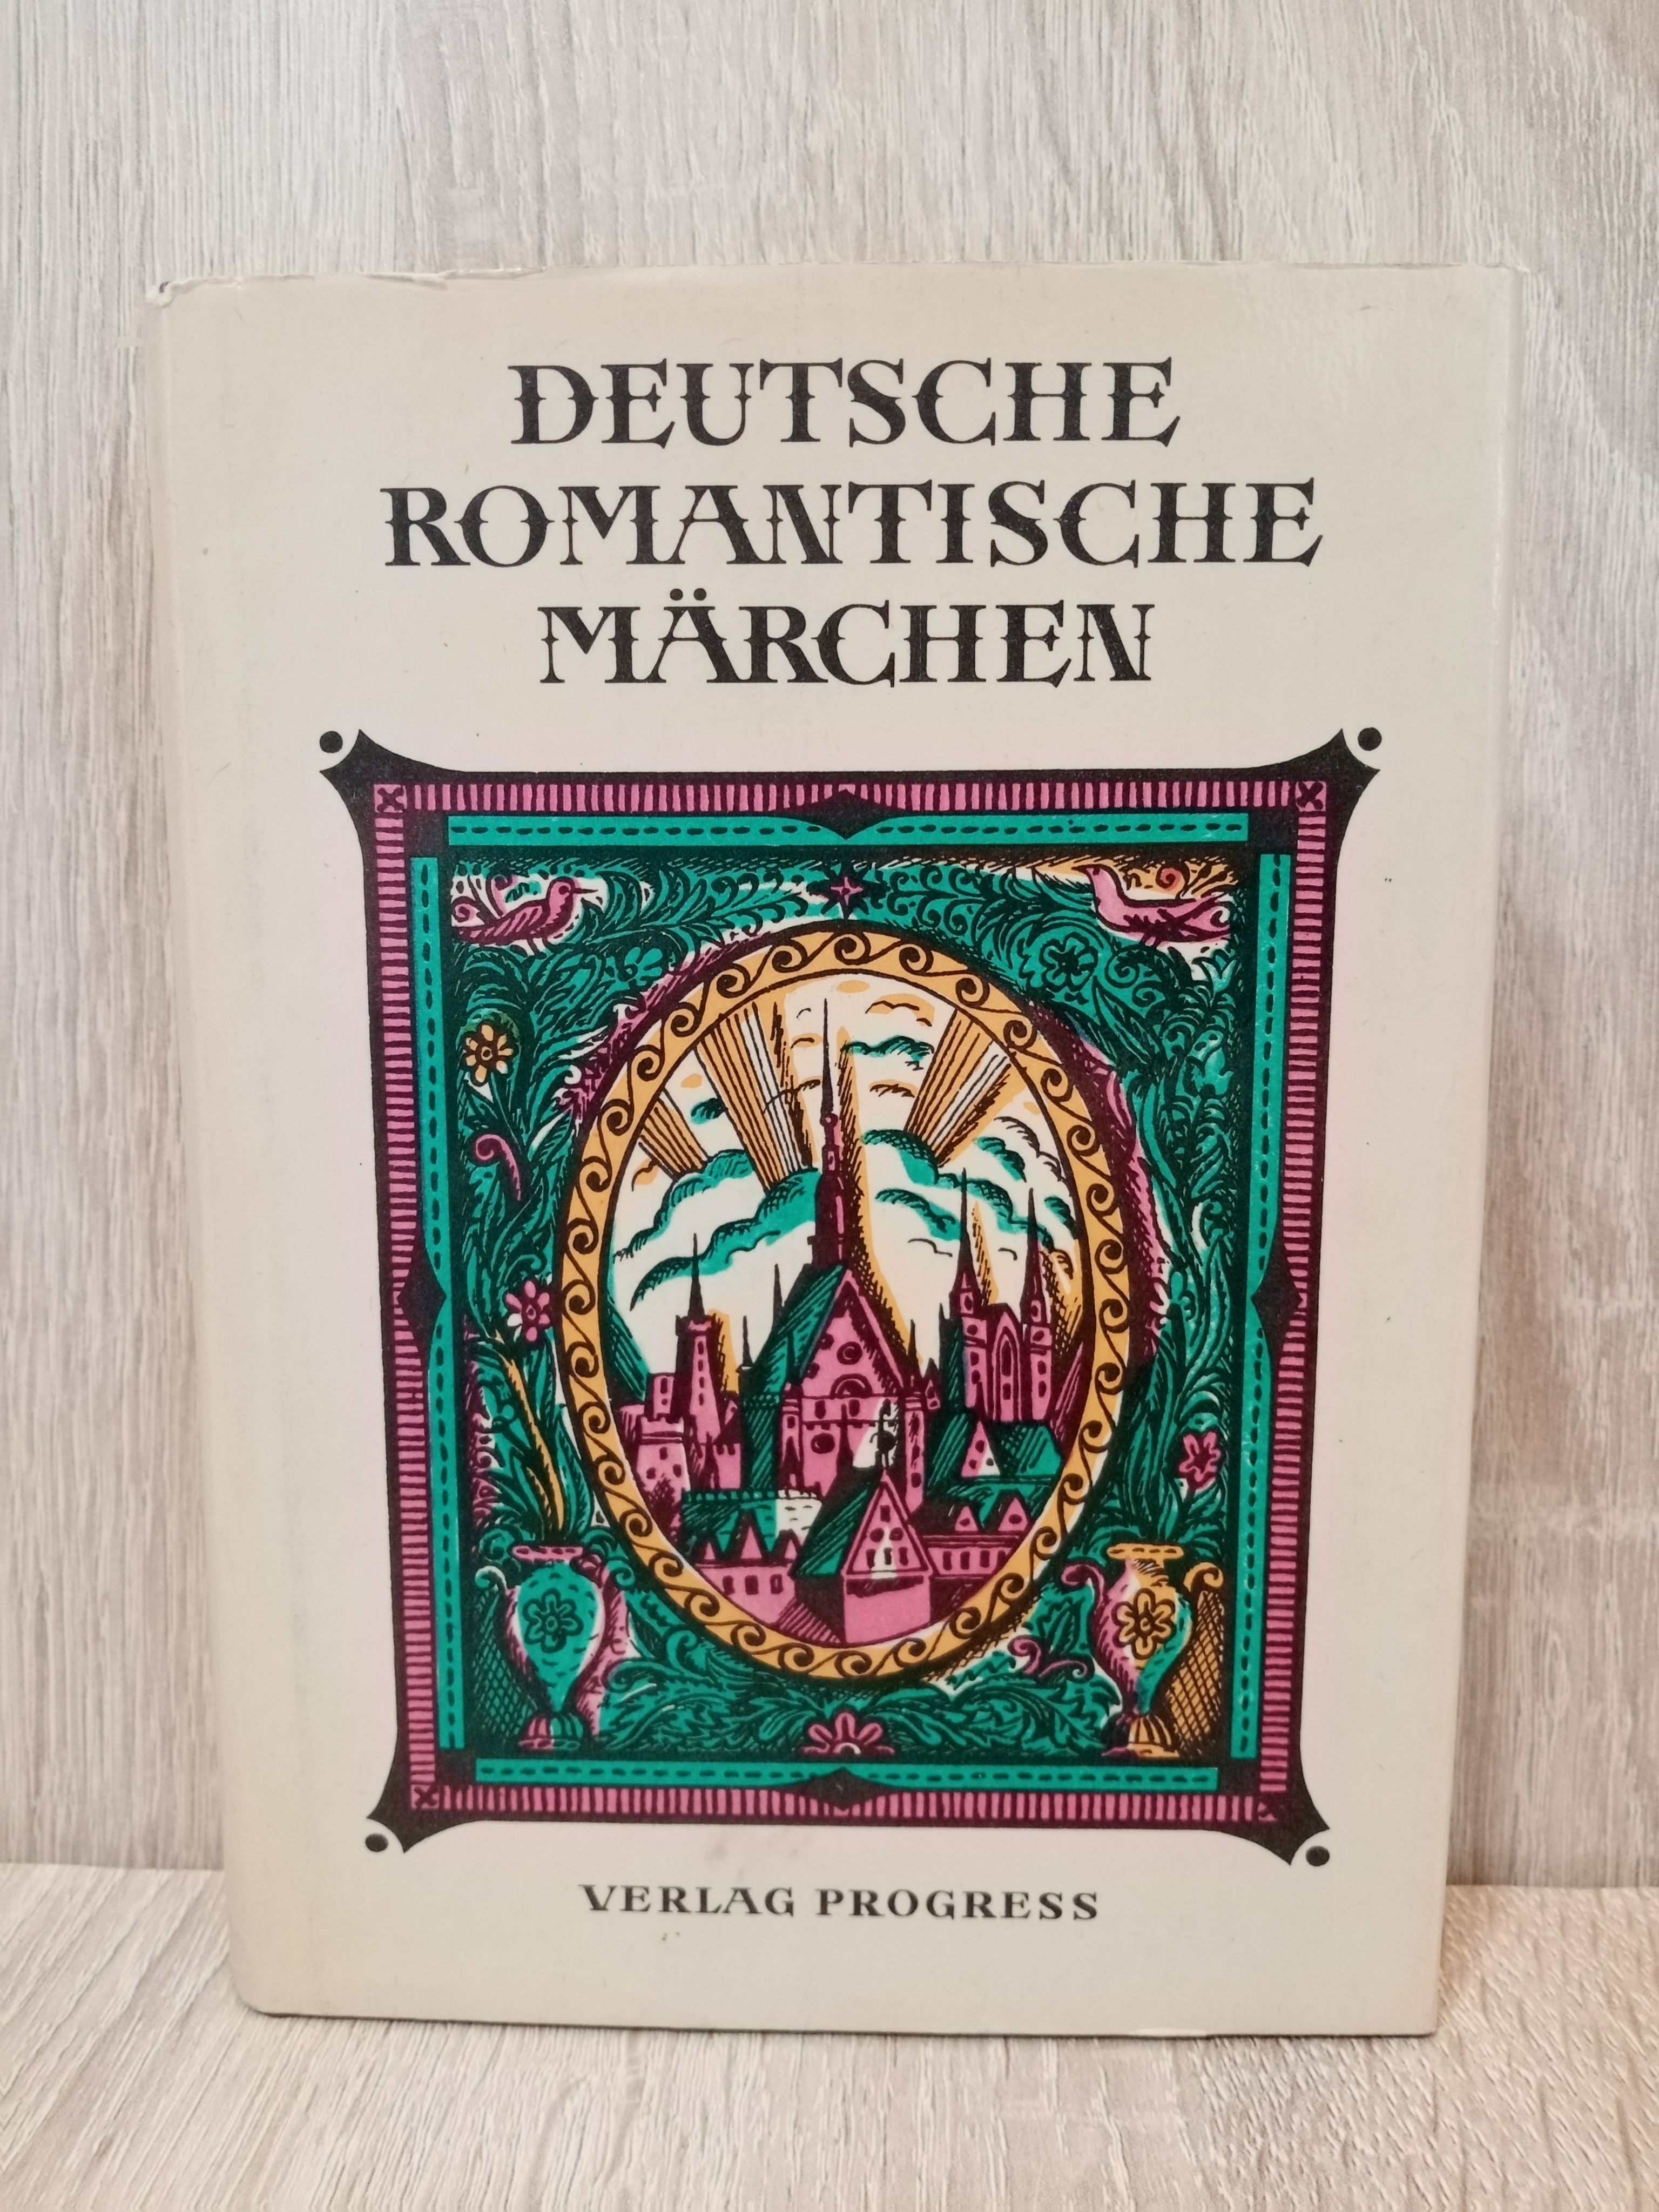 DEUTSCHE
ROMANTISCHE
MÄRCHEN
VERLAG PROGRESS